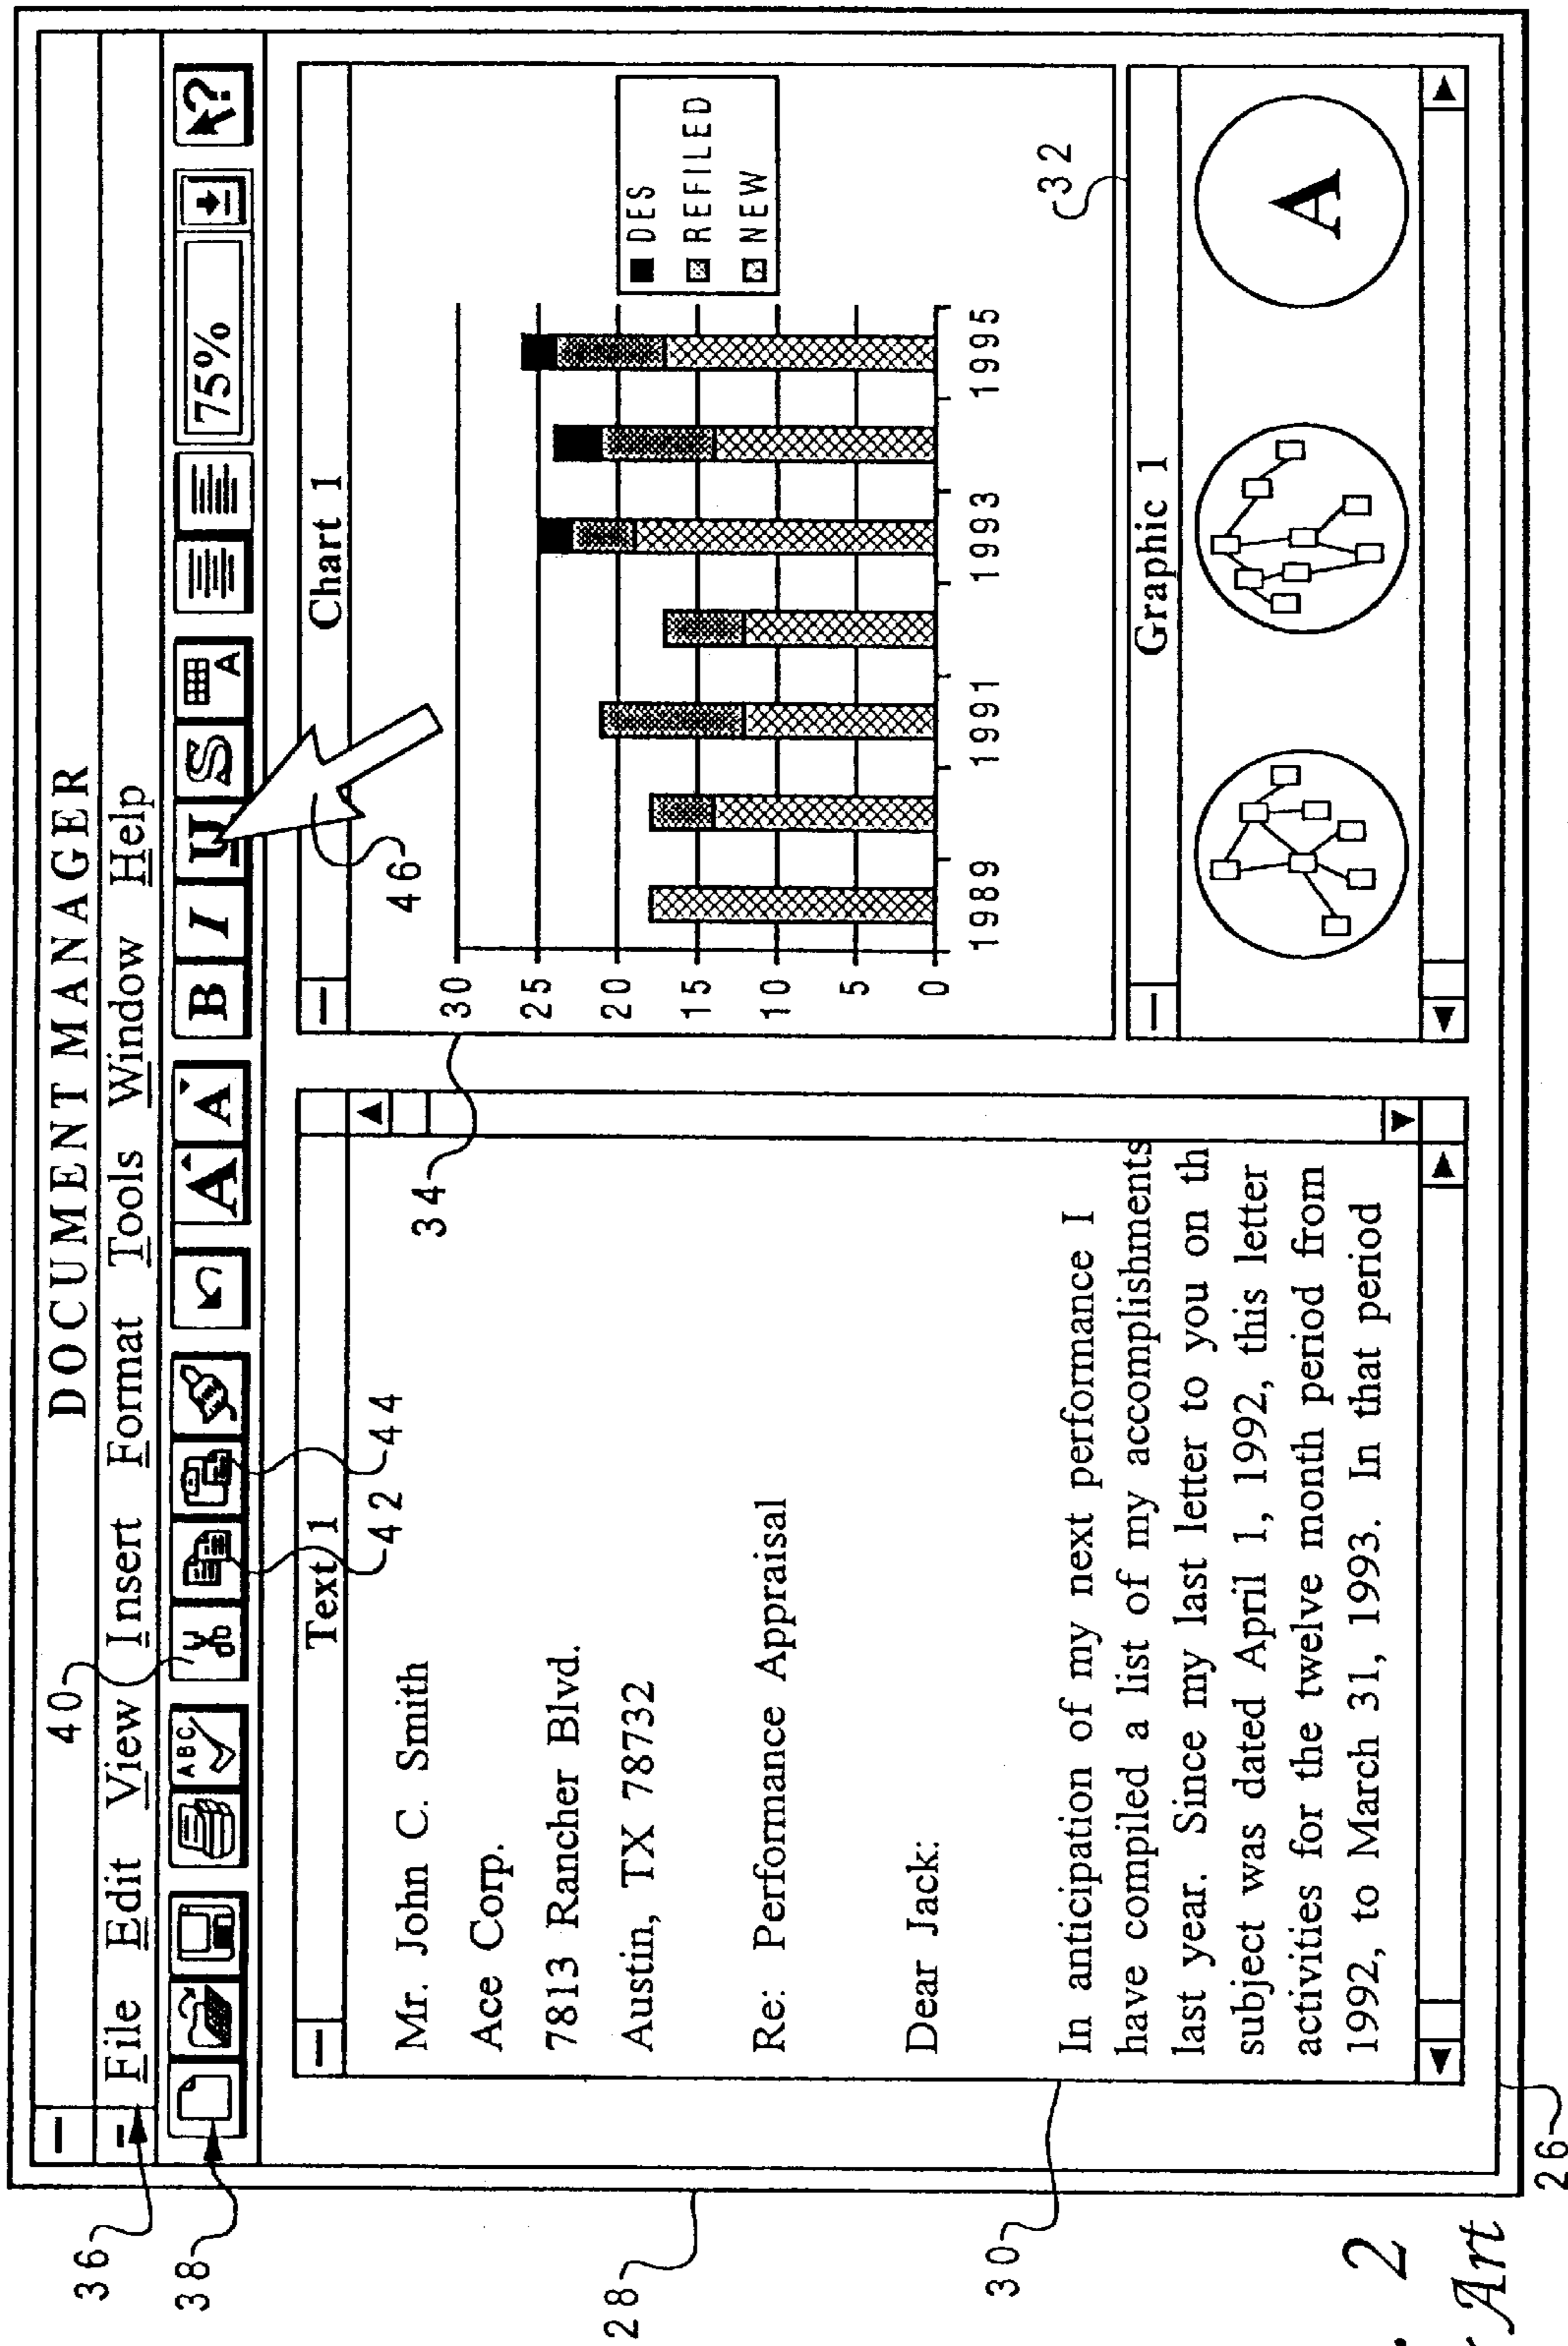 DOCUMENT MANAGER
40
36
File Edit View Insert Format Tools Window Help
38
ABC
A A
B I U S A
75%
?
Text 1
42 44
Mr. John C. Smith
Ace Corp.
7813 Rancher Blvd.
Austin, TX 78732
Re: Performance Appraisal
Dear Jack:
In anticipation of my next performance I
have compiled a list of my accomplishments
last year. Since my last letter to you on th
subject was dated April 1, 1992, this letter
activities for the twelve month period from
1992, to March 31, 1993. In that period
28
30
26
34
Chart 1
46
30
25
20
15
10
5
0
1989 1991 1993 1995
DES
REFILED
NEW
32
Graphic 1
A
2
Art